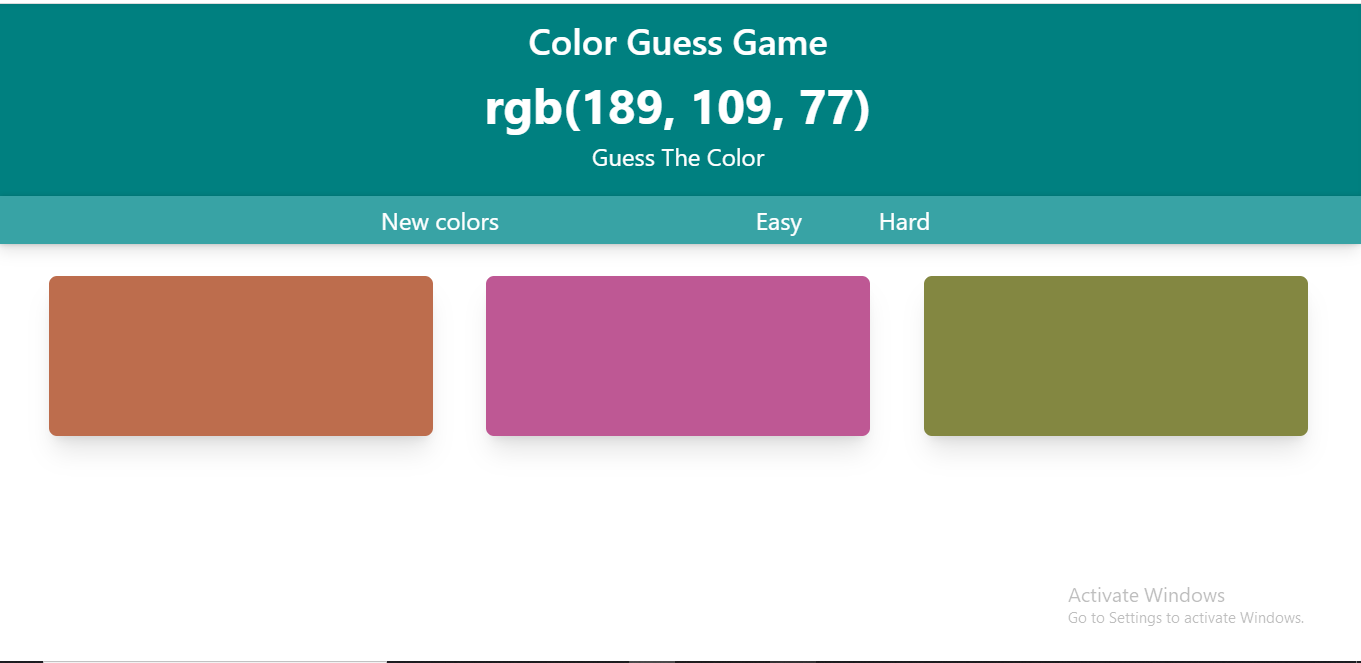 Color Guess Game
rgb(189, 109, 77)
Guess The Color
New colors Easy Hard
Activate Windows
Go to Settings to activate Windows.